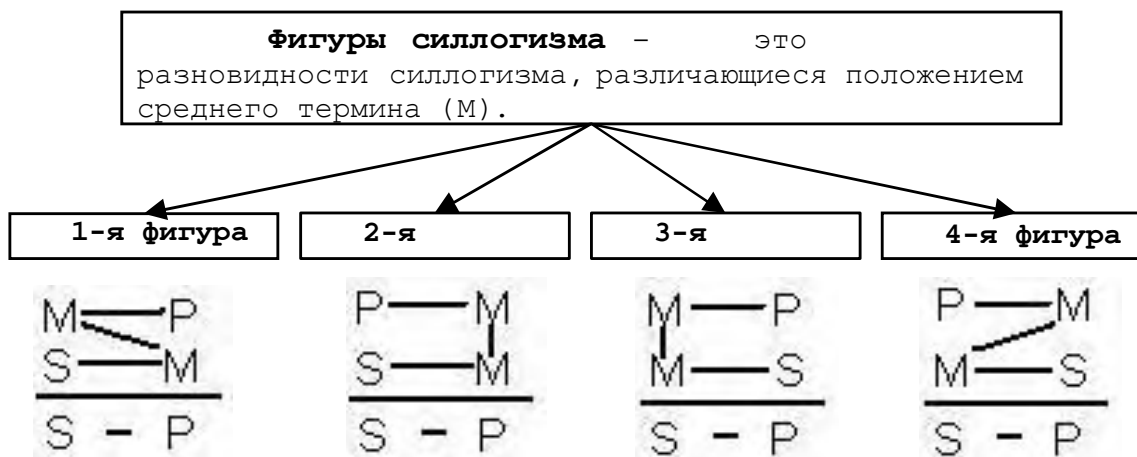 Фигуры силлогизма – это
разновидности силлогизма, различающиеся положением
среднего термина (М).
1-я фигура 2-я 3-я 4-я фигура
M P P M M P P M
S M S M M S M S
S – P S – P S – P S – P